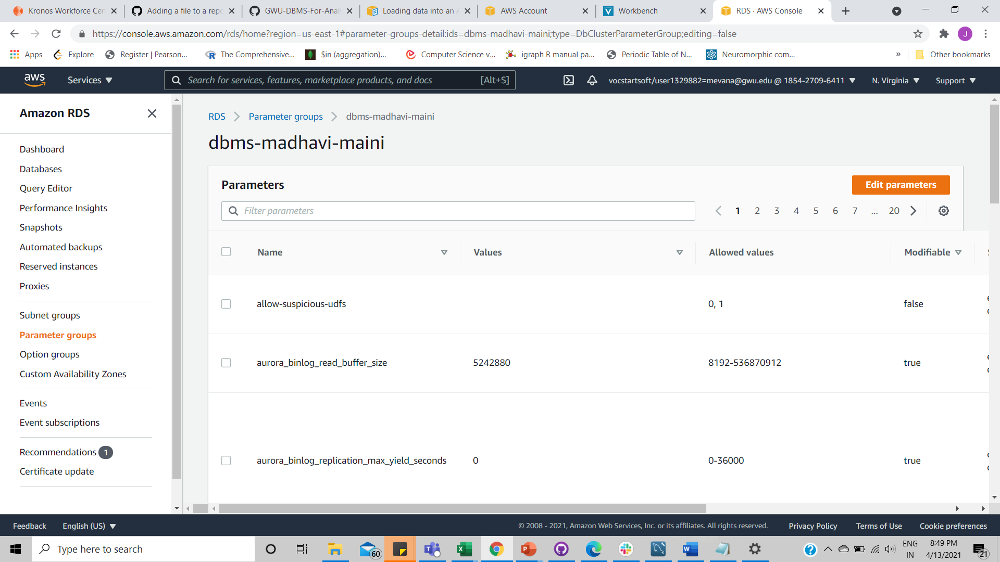 Kronos Workforce Cen
Adding a file to a repo
GWU-DBMS-For-Anal
Loading data into an A
AWS Account
Workbench
RDS · AWS Console
https://console.aws.amazon.com/rds/home?region=us-east-1#parameter-groups-detail:ids=dbms-madhavi-maini;type=DbClusterParameterGroup;editing=false
J
Apps
Explore
Register | Pearson...
The Comprehensive...
$in (aggregation)...
Computer Science v...
igraph R manual pa...
Periodic Table of N...
Neuromorphic com...
»
Other bookmarks
aws
Services
Search for services, features, marketplace products, and docs
[Alt+S]
vocstartsoft/user1329882=mevana@gwu.edu @ 1854-2709-6411
N. Virginia
Support
Amazon RDS
Dashboard
Databases
Query Editor
Performance Insights
Snapshots
Automated backups
Reserved instances
Proxies
Subnet groups
Parameter groups
Option groups
Custom Availability Zones
Events
Event subscriptions
Recommendations 1
Certificate update
RDS > Parameter groups > dbms-madhavi-maini
dbms-madhavi-maini
Parameters
Edit parameters
Filter parameters
1 2 3 4 5 6 7 ... 20
Name Values Allowed values Modifiable
allow-suspicious-udfs 0, 1 false
aurora_binlog_read_buffer_size 5242880 8192-536870912 true
aurora_binlog_replication_max_yield_seconds 0 0-36000 true
Feedback
English (US)
© 2008 - 2021, Amazon Web Services, Inc. or its affiliates. All rights reserved.
Privacy Policy
Terms of Use
Cookie preferences
Type here to search
60
ENG
IN
8:49 PM
4/13/2021
21